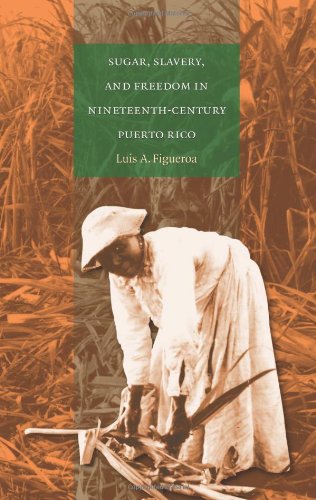 SUGAR, SLAVERY,
AND FREEDOM IN
NINETEENTH-CENTURY
PUERTO RICO
Luis A. Figueroa